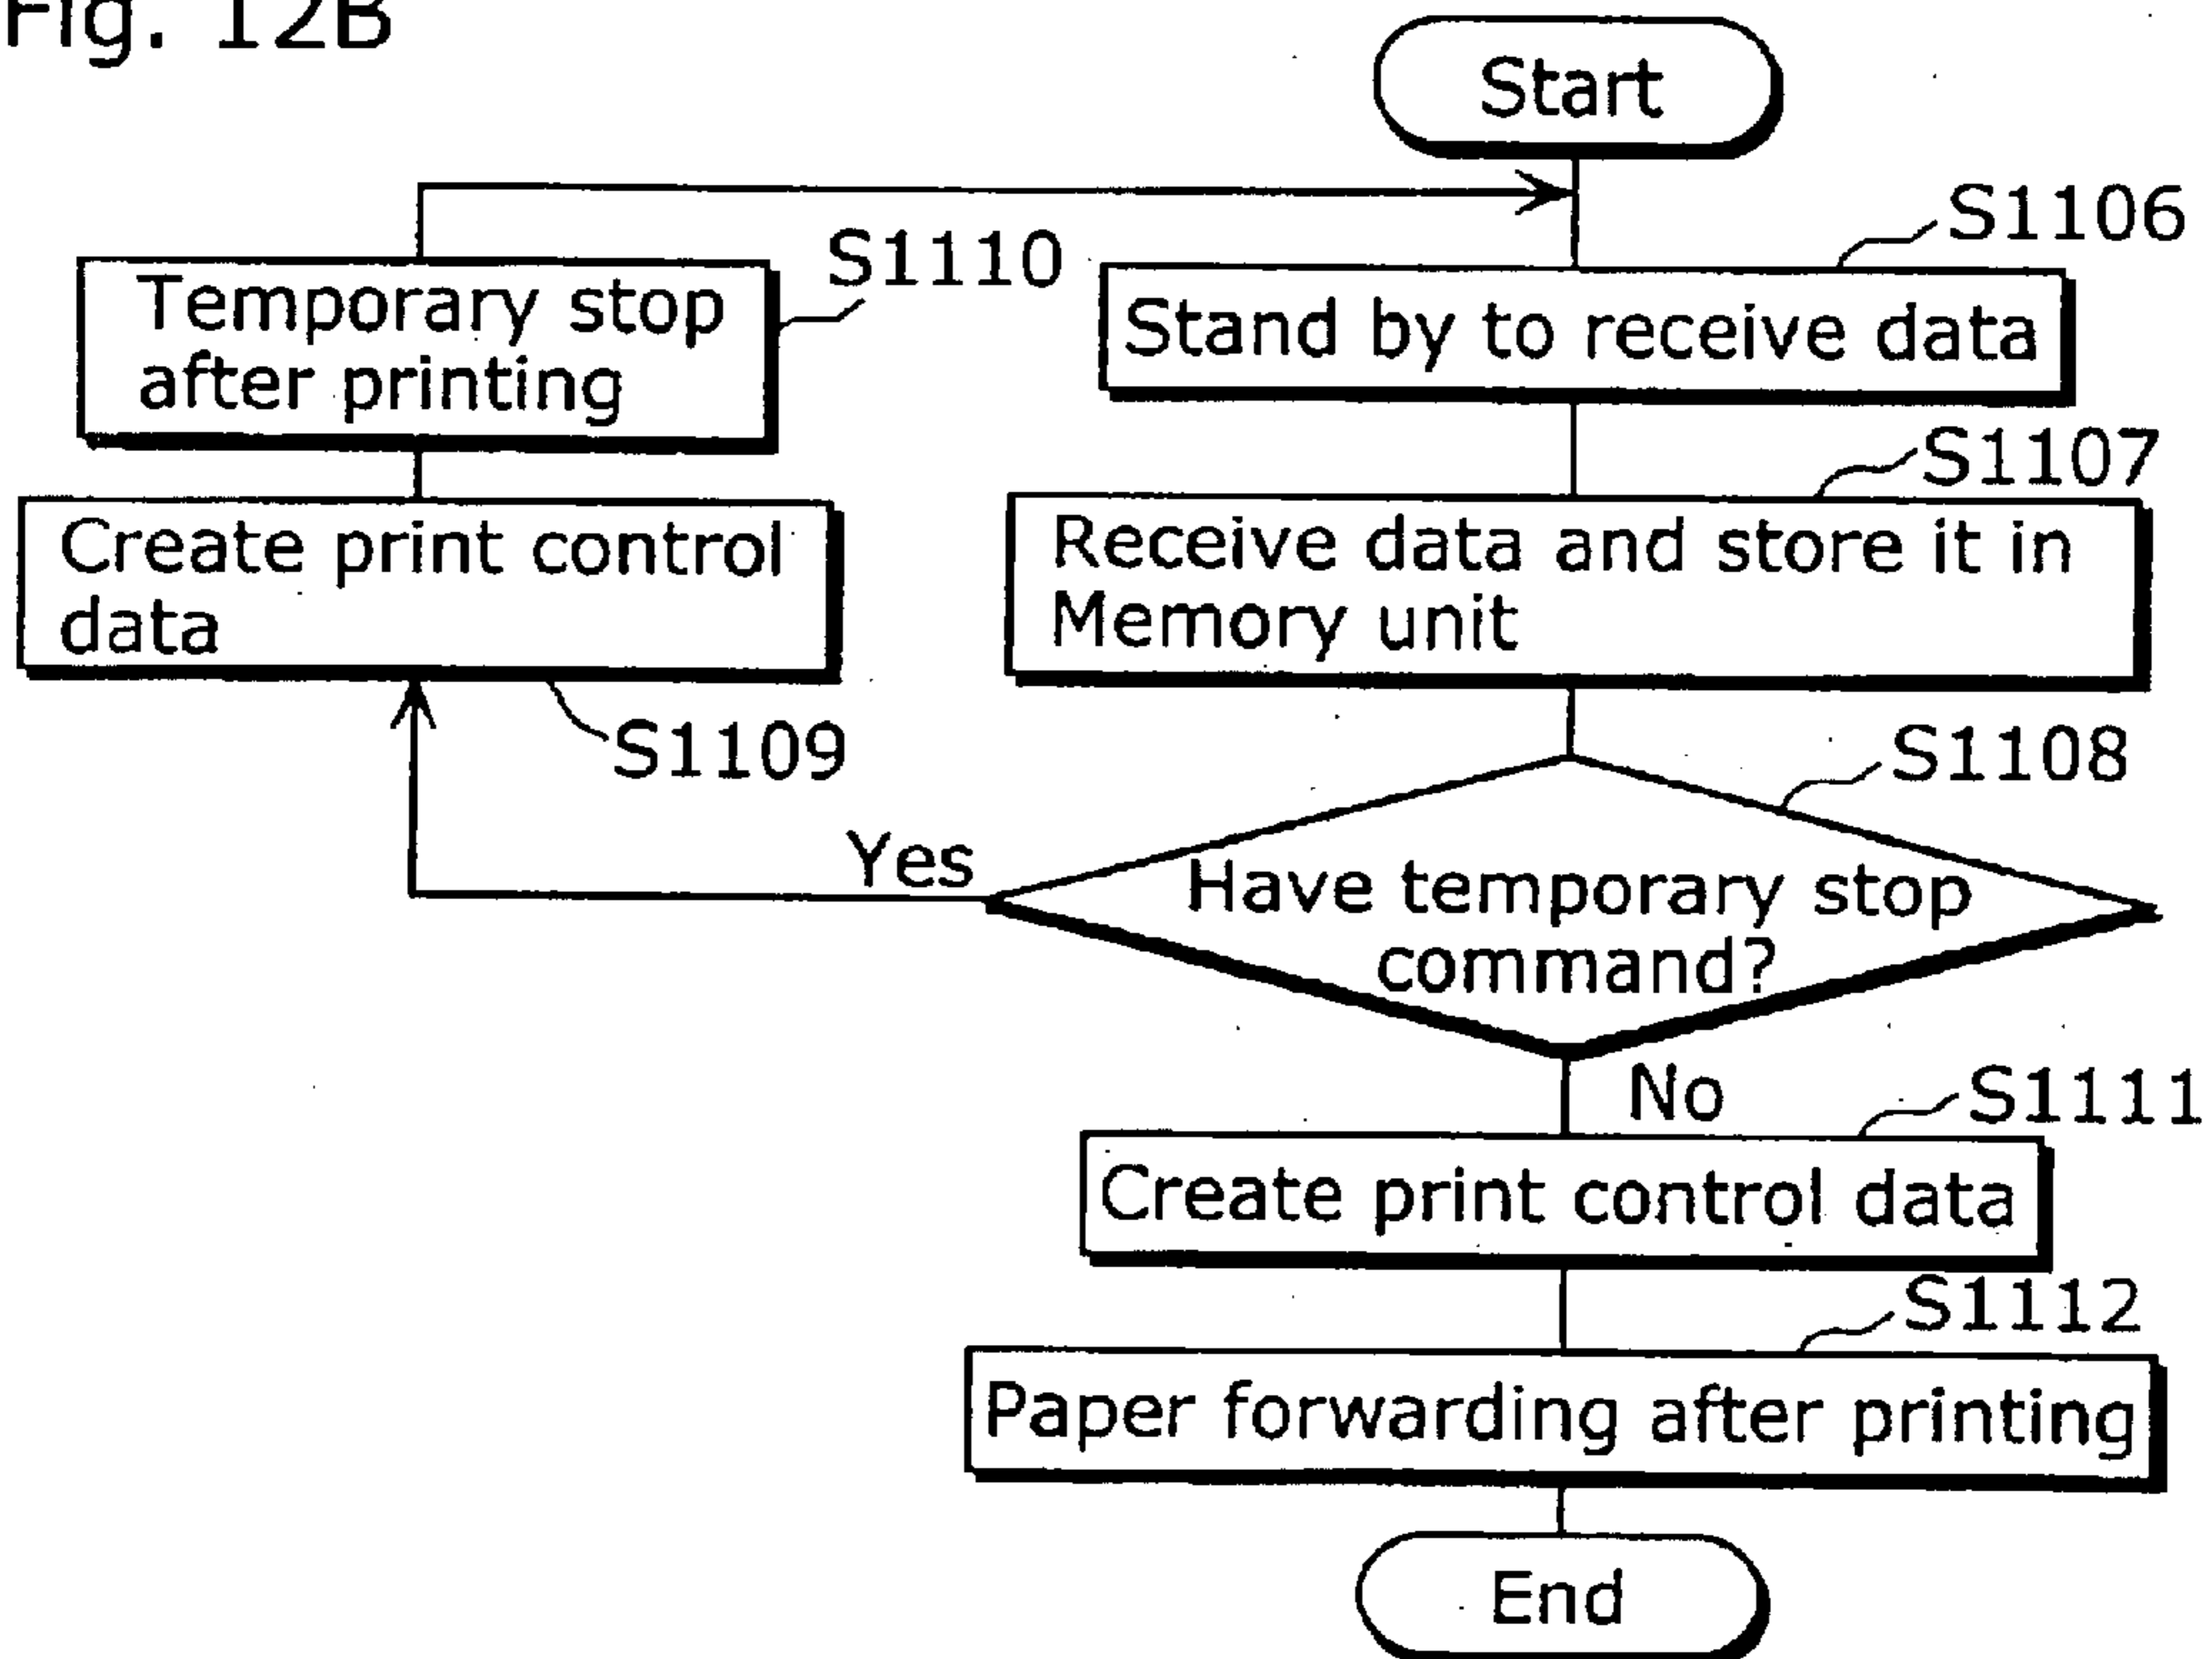 Fig. 12B
Start
S1106
Stand by to receive data
S1107
Receive data and store it in
Memory unit
S1108
Have temporary stop
command?
Yes
S1109
Create print control
data
S1110
Temporary stop
after printing
No
S1111
Create print control data
S1112
Paper forwarding after printing
End